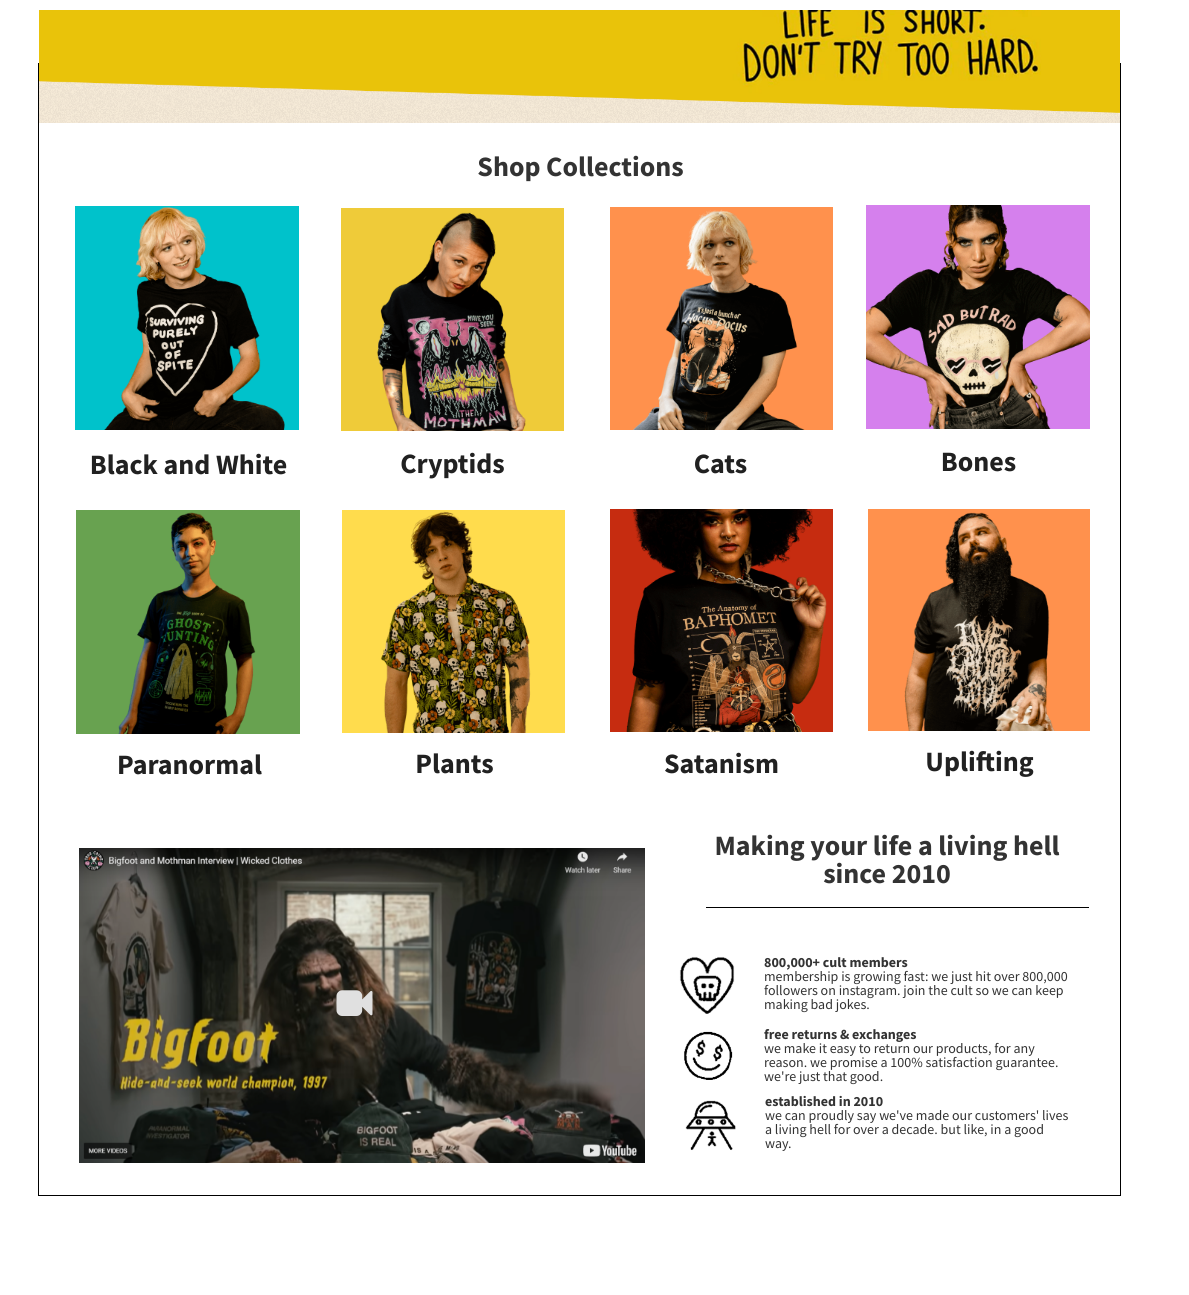 LIFE IS SHORT.
DON'T TRY TOO HARD.
Shop Collections
SURVIVING
PURELY
OUT
OF
SPITE
HAVE YOU
SEEN..
THE
MOTHMAN
It's just a bunch of
HOCUS POCUS
SAD BUT RAD
Black and White
Cryptids
Cats
Bones
GHOST
HUNTING
The Anatomy of
BAPHOMET
LIVE
LAUGH
LOVE
Paranormal
Plants
Satanism
Uplifting
Making your life a living hell
since 2010
Bigfoot and Mothman Interview | Wicked Clothes
Watch later
Share
Bigfoot
Hide-and-seek world champion, 1997
PARANORMAL
INVESTIGATOR
BIGFOOT
IS REAL
MORE VIDEOS
YouTube
800,000+ cult members
membership is growing fast: we just hit over 800,000
followers on instagram. join the cult so we can keep
making bad jokes.
free returns & exchanges
we make it easy to return our products, for any
reason. we promise a 100% satisfaction guarantee.
we're just that good.
established in 2010
we can proudly say we've made our customers' lives
a living hell for over a decade. but like, in a good
way.